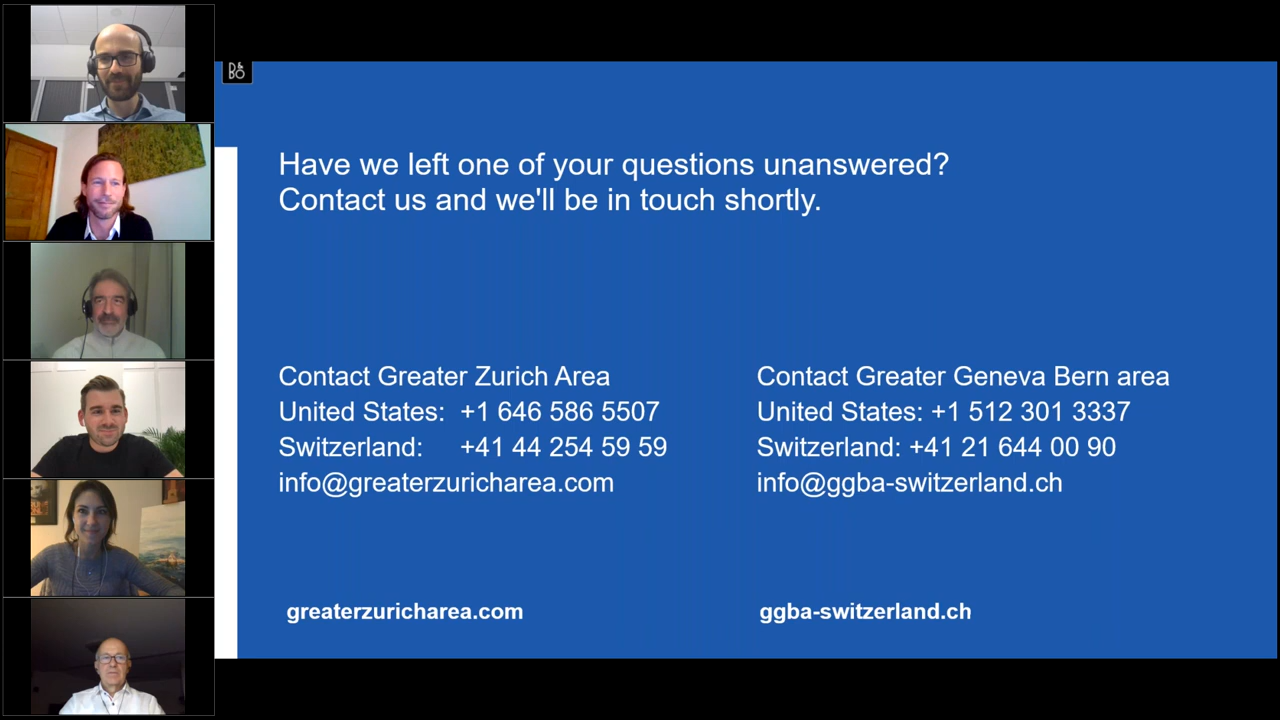 D&
BO
Have we left one of your questions unanswered?
Contact us and we'll be in touch shortly.
Contact Greater Zurich Area
United States: +1 646 586 5507
Switzerland: +41 44 254 59 59
info@greaterzuricharea.com
Contact Greater Geneva Bern area
United States: +1 512 301 3337
Switzerland: +41 21 644 00 90
info@ggba-switzerland.ch
greaterzuricharea.com
ggba-switzerland.ch